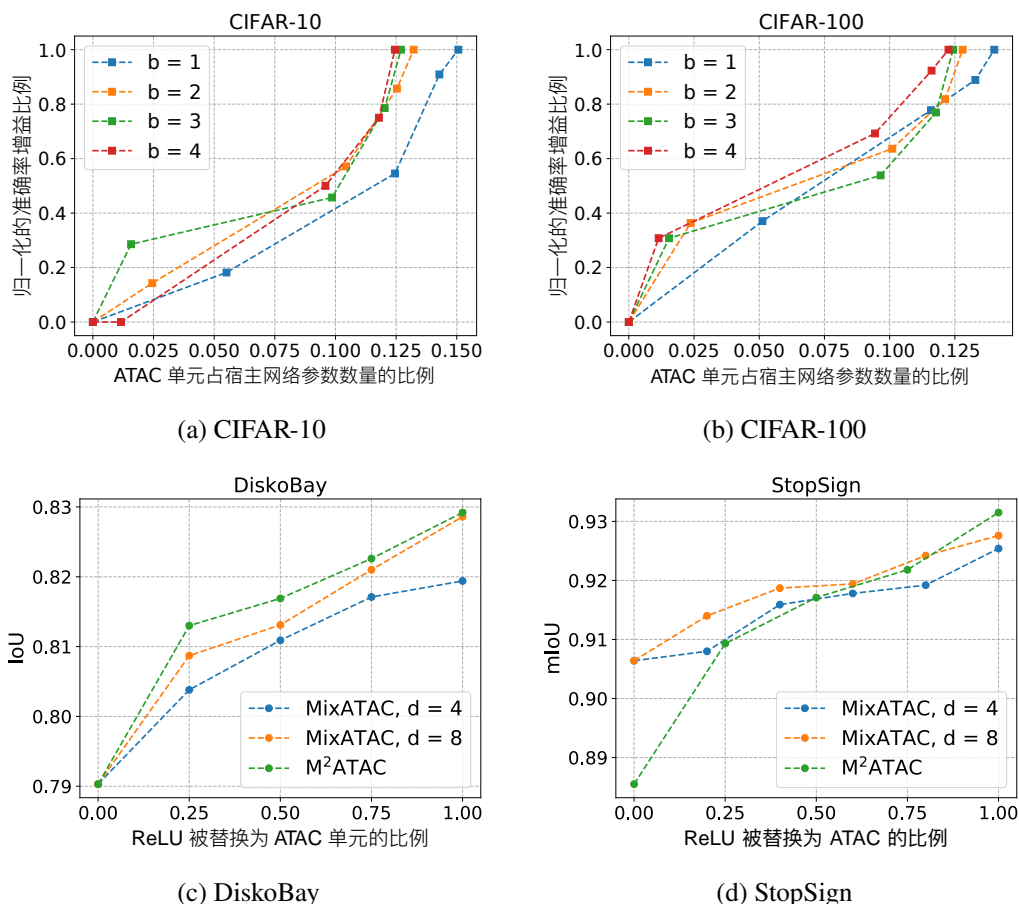 CIFAR-10
归一化的准确率增益比例
1.0
0.8
0.6
0.4
0.2
0.0
b = 1
b = 2
b = 3
b = 4
0.000 0.025 0.050 0.075 0.100 0.125 0.150
ATAC 单元占宿主网络参数数量的比例
(a) CIFAR-10
CIFAR-100
归一化的准确率增益比例
1.0
0.8
0.6
0.4
0.2
0.0
b = 1
b = 2
b = 3
b = 4
0.000 0.025 0.050 0.075 0.100 0.125
ATAC 单元占宿主网络参数数量的比例
(b) CIFAR-100
DiskoBay
IoU
0.83
0.82
0.81
0.80
0.79
MixATAC, d = 4
MixATAC, d = 8
M²ATAC
0.00 0.25 0.50 0.75 1.00
ReLU 被替换为 ATAC 单元的比例
(c) DiskoBay
StopSign
mIoU
0.93
0.92
0.91
0.90
0.89
MixATAC, d = 4
MixATAC, d = 8
M²ATAC
0.00 0.25 0.50 0.75 1.00
ReLU 被替换为 ATAC 的比例
(d) StopSign